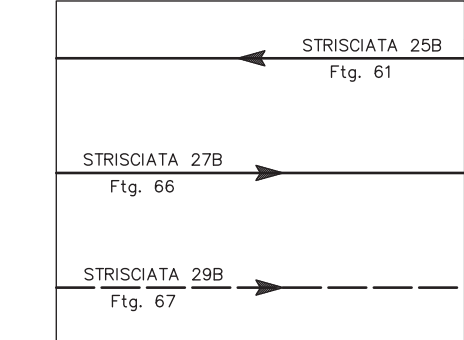 STRISCIATA 25B
Ftg. 61
STRISCIATA 27B
Ftg. 66
STRISCIATA 29B
Ftg. 67